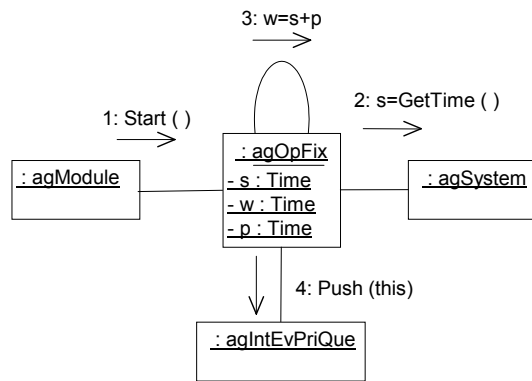 3: w=s+p
1: Start ( )
2: s=GetTime ( )
: agModule
: agOpFix
- s : Time
- w : Time
- p : Time
: agSystem
4: Push (this)
: agIntEvPriQue